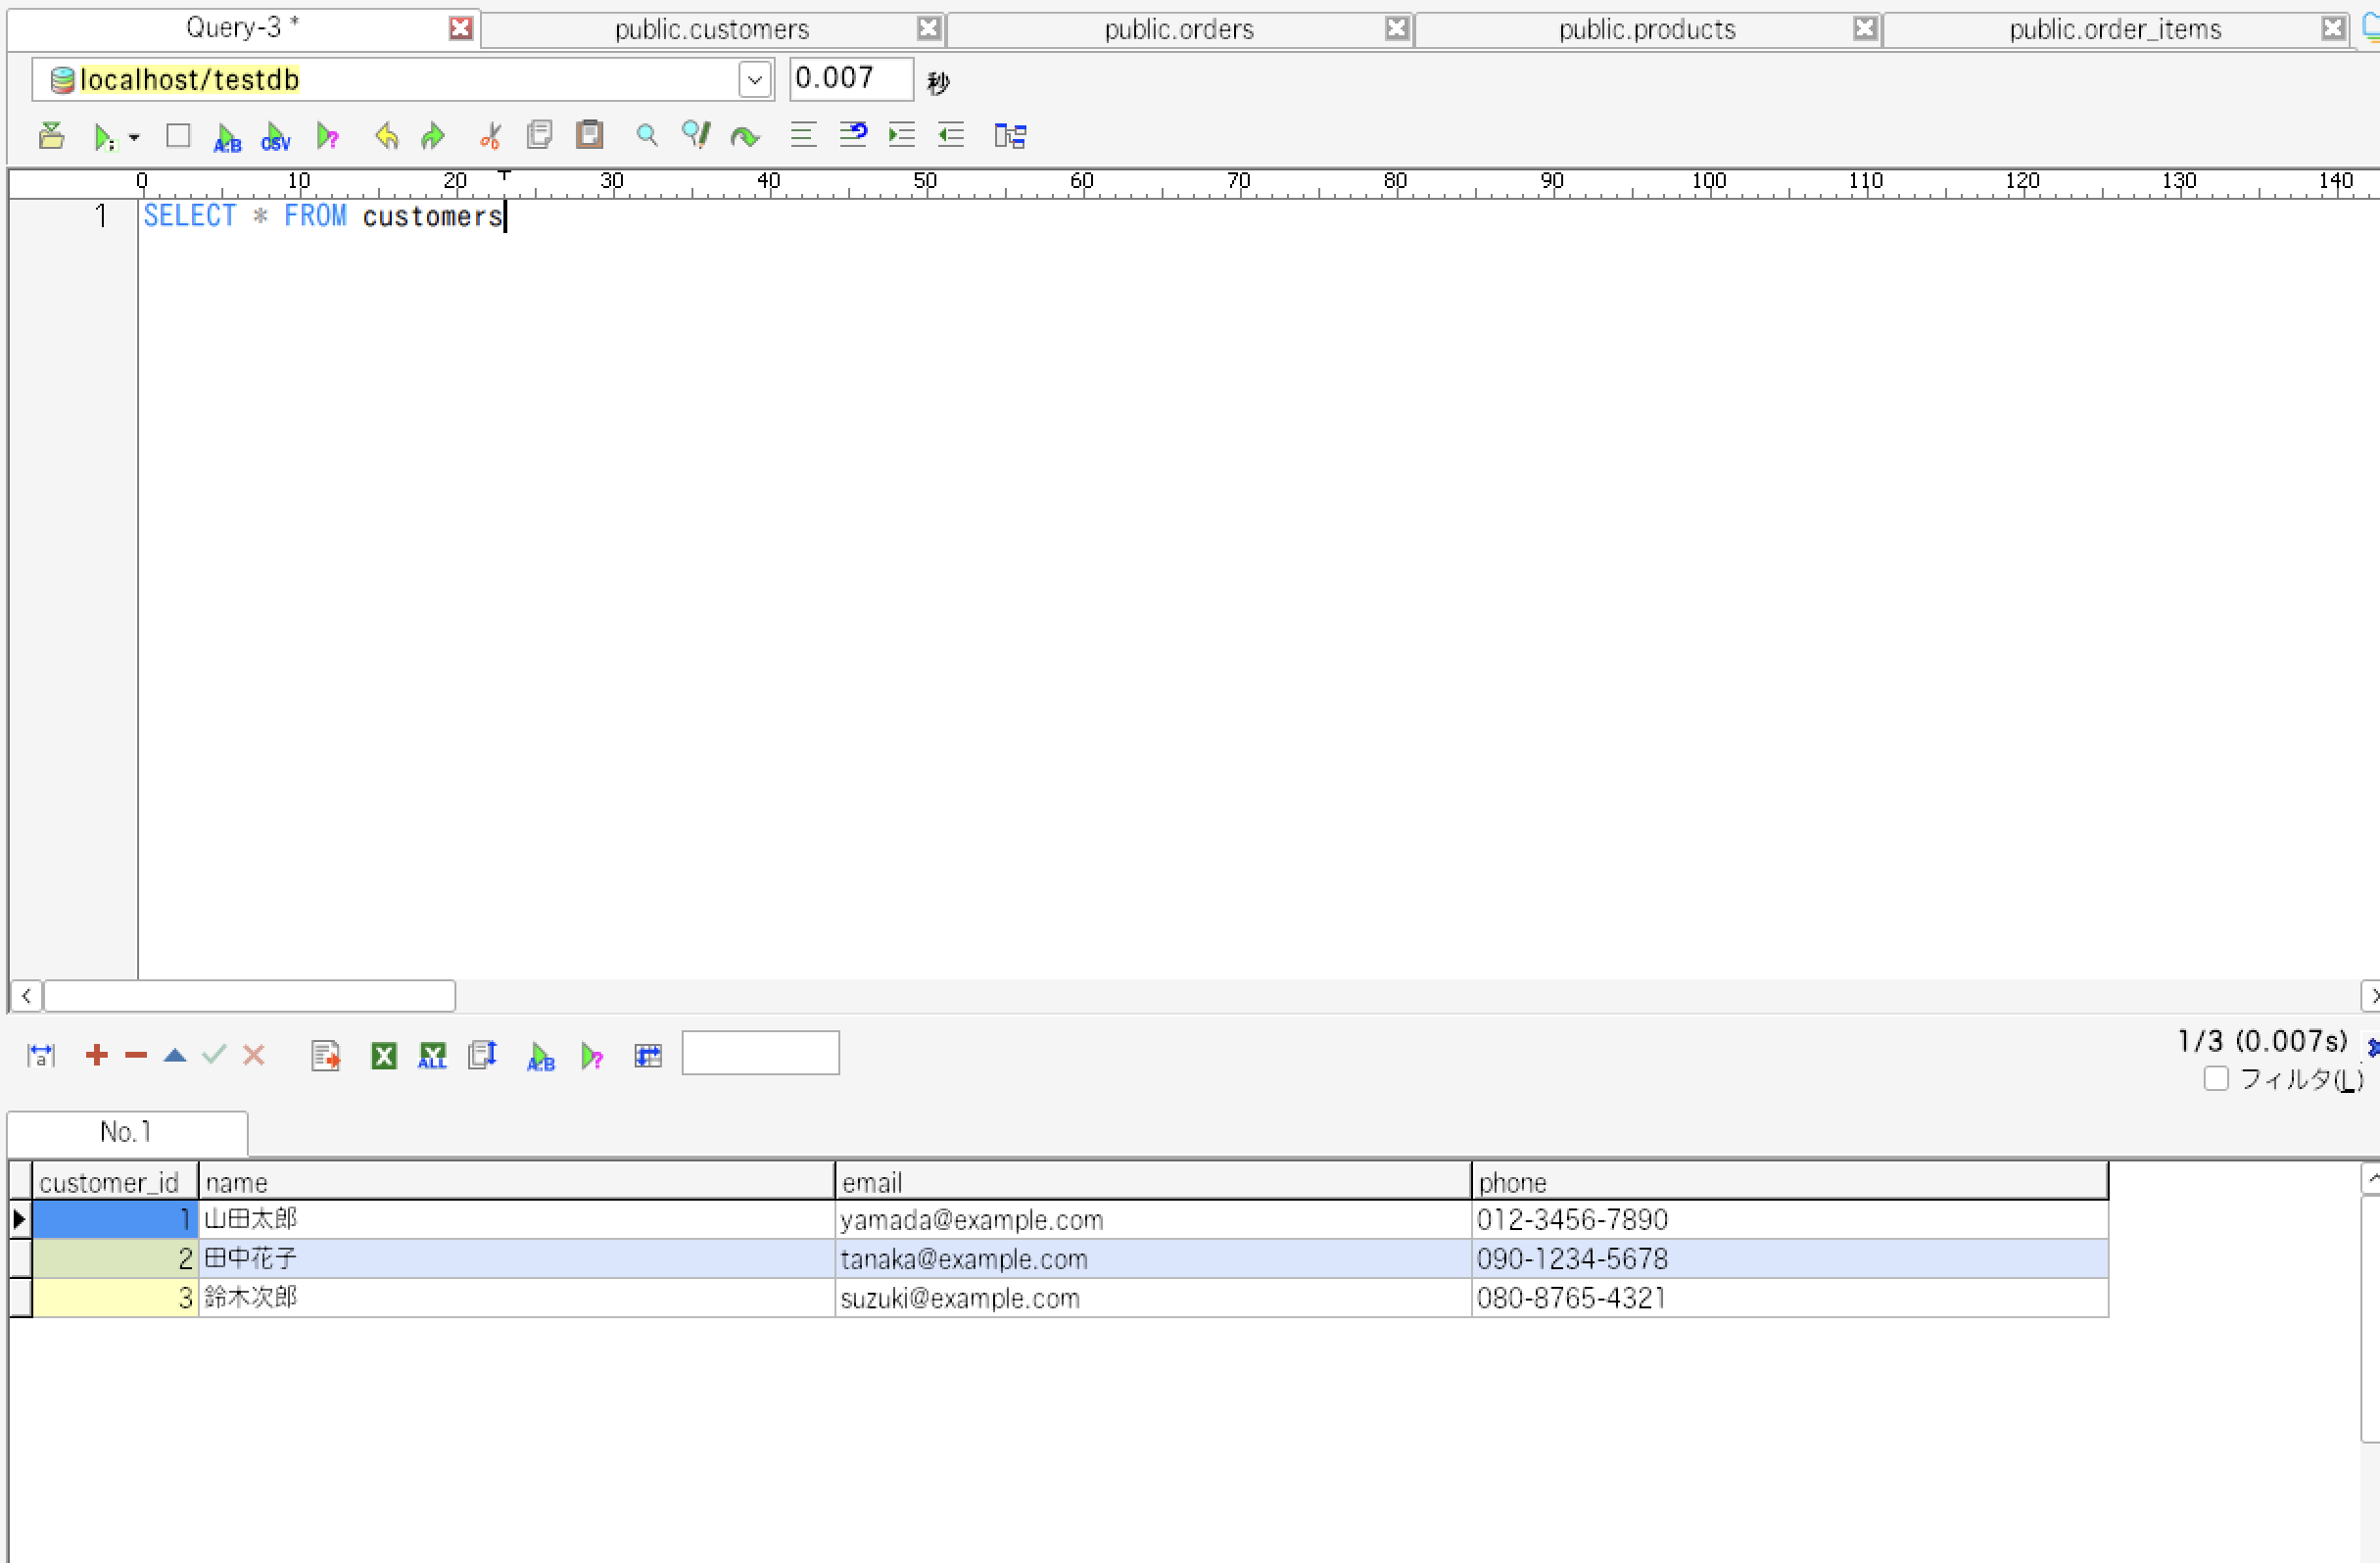 Query-3 * public.customers public.orders public.products public.order_items
localhost/testdb 0.007 秒
A:B CSV
0 10 20 30 40 50 60 70 80 90 100 110 120 130 140
1 SELECT * FROM customers
a ALL A:B 1/3 (0.007s)
フィルタ(L)
No.1
customer_id name email phone
1 山田太郎 yamada@example.com 012-3456-7890
2 田中花子 tanaka@example.com 090-1234-5678
3 鈴木次郎 suzuki@example.com 080-8765-4321